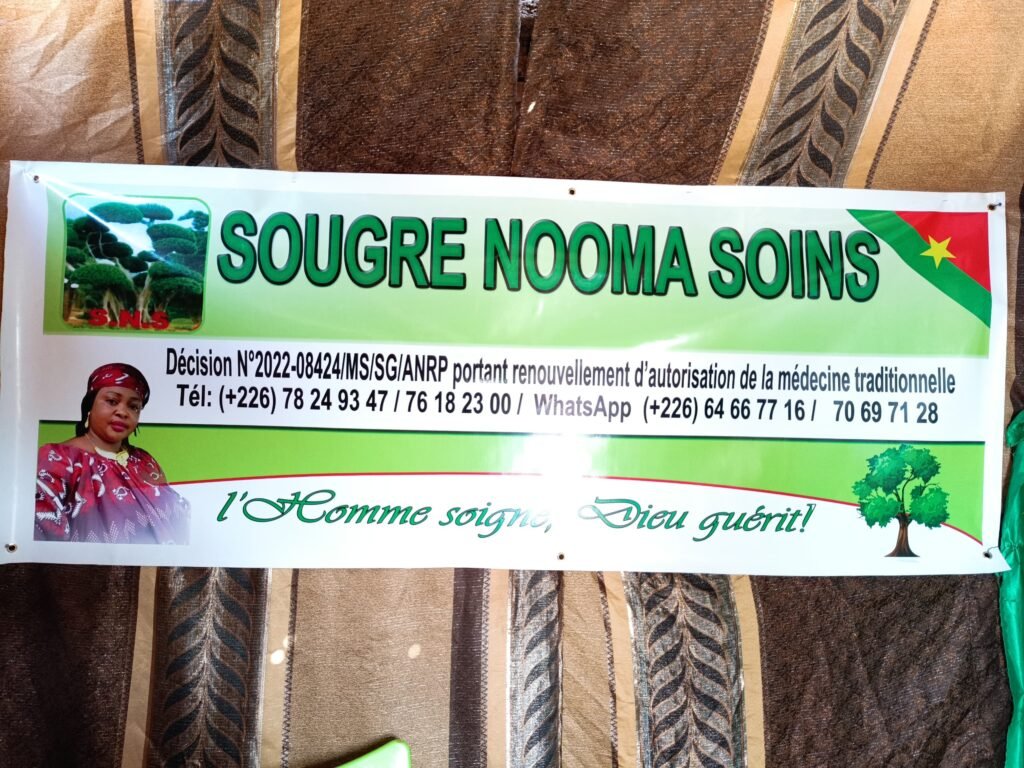 SOUGRE NOOMA SOINS
S.N.S
Décision N°2022-08424/MS/SG/ANRP portant renouvellement d'autorisation de la médecine traditionnelle
Tél: (+226) 78 24 93 47 / 76 18 23 00 / WhatsApp (+226) 64 66 77 16 / 70 69 71 28
l'Homme soigne, Dieu guérit!